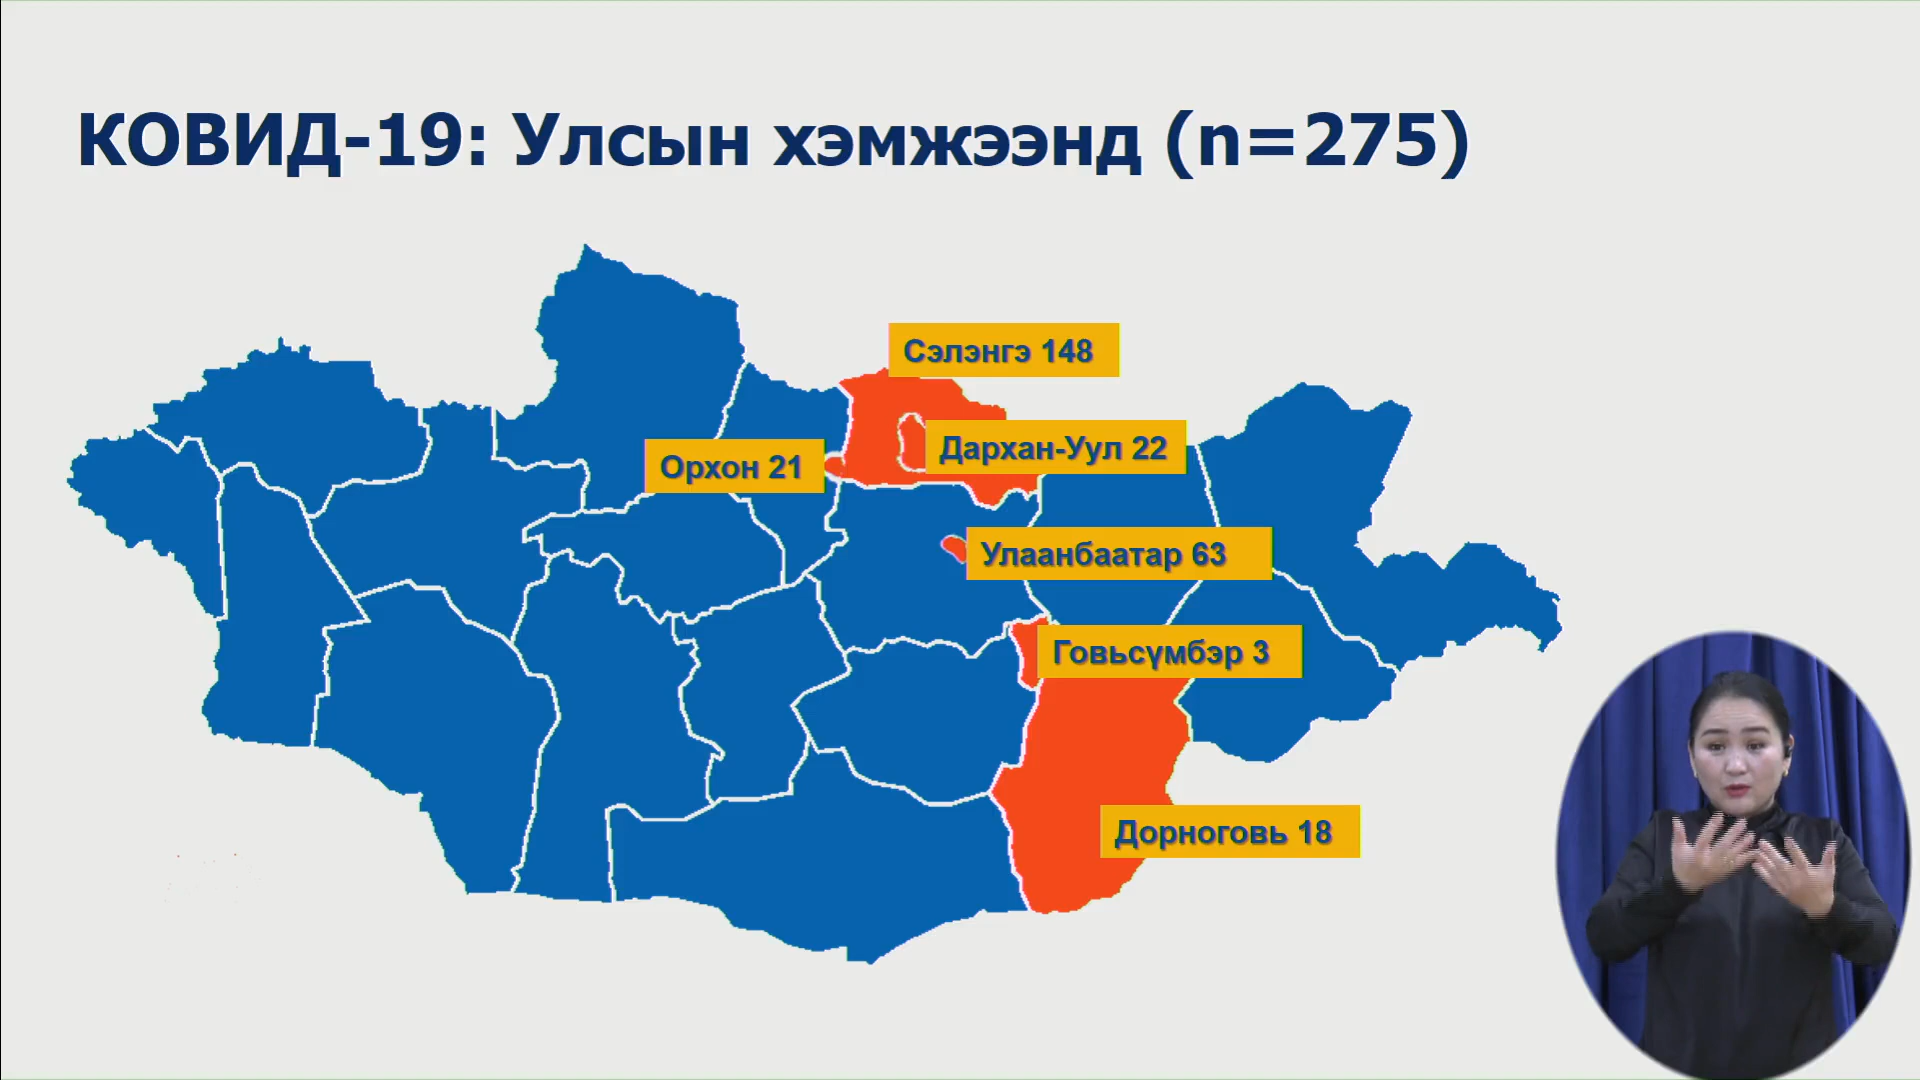 КОВИД-19: Улсын хэмжээнд (n=275)
Сэлэнгэ 148
Дархан-Уул 22
Орхон 21
Улаанбаатар 63
Говьсүмбэр 3
Дорноговь 18